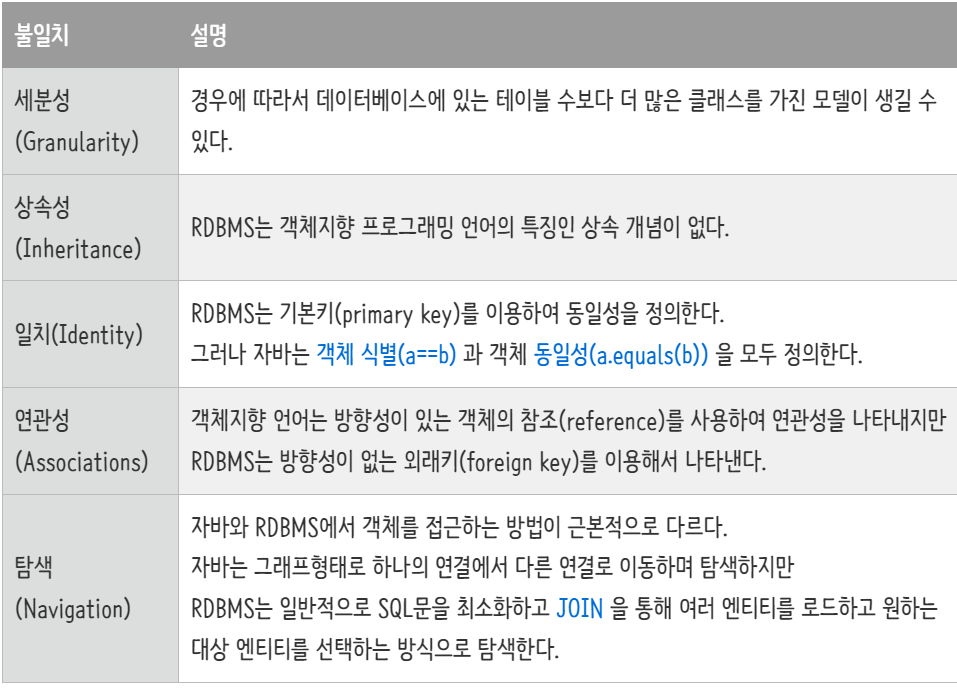 불일치 설명
세분성
(Granularity)
경우에 따라서 데이터베이스에 있는 테이블 수보다 더 많은 클래스를 가진 모델이 생길 수
있다.
상속성
(Inheritance)
RDBMS는 객체지향 프로그래밍 언어의 특징인 상속 개념이 없다.
일치(Identity)
RDBMS는 기본키(primary key)를 이용하여 동일성을 정의한다.
그러나 자바는 객체 식별(a==b) 과 객체 동일성(a.equals(b)) 을 모두 정의한다.
연관성
(Associations)
객체지향 언어는 방향성이 있는 객체의 참조(reference)를 사용하여 연관성을 나타내지만
RDBMS는 방향성이 없는 외래키(foreign key)를 이용해서 나타낸다.
탐색
(Navigation)
자바와 RDBMS에서 객체를 접근하는 방법이 근본적으로 다르다.
자바는 그래프형태로 하나의 연결에서 다른 연결로 이동하며 탐색하지만
RDBMS는 일반적으로 SQL문을 최소화하고 JOIN 을 통해 여러 엔티티를 로드하고 원하는
대상 엔티티를 선택하는 방식으로 탐색한다.